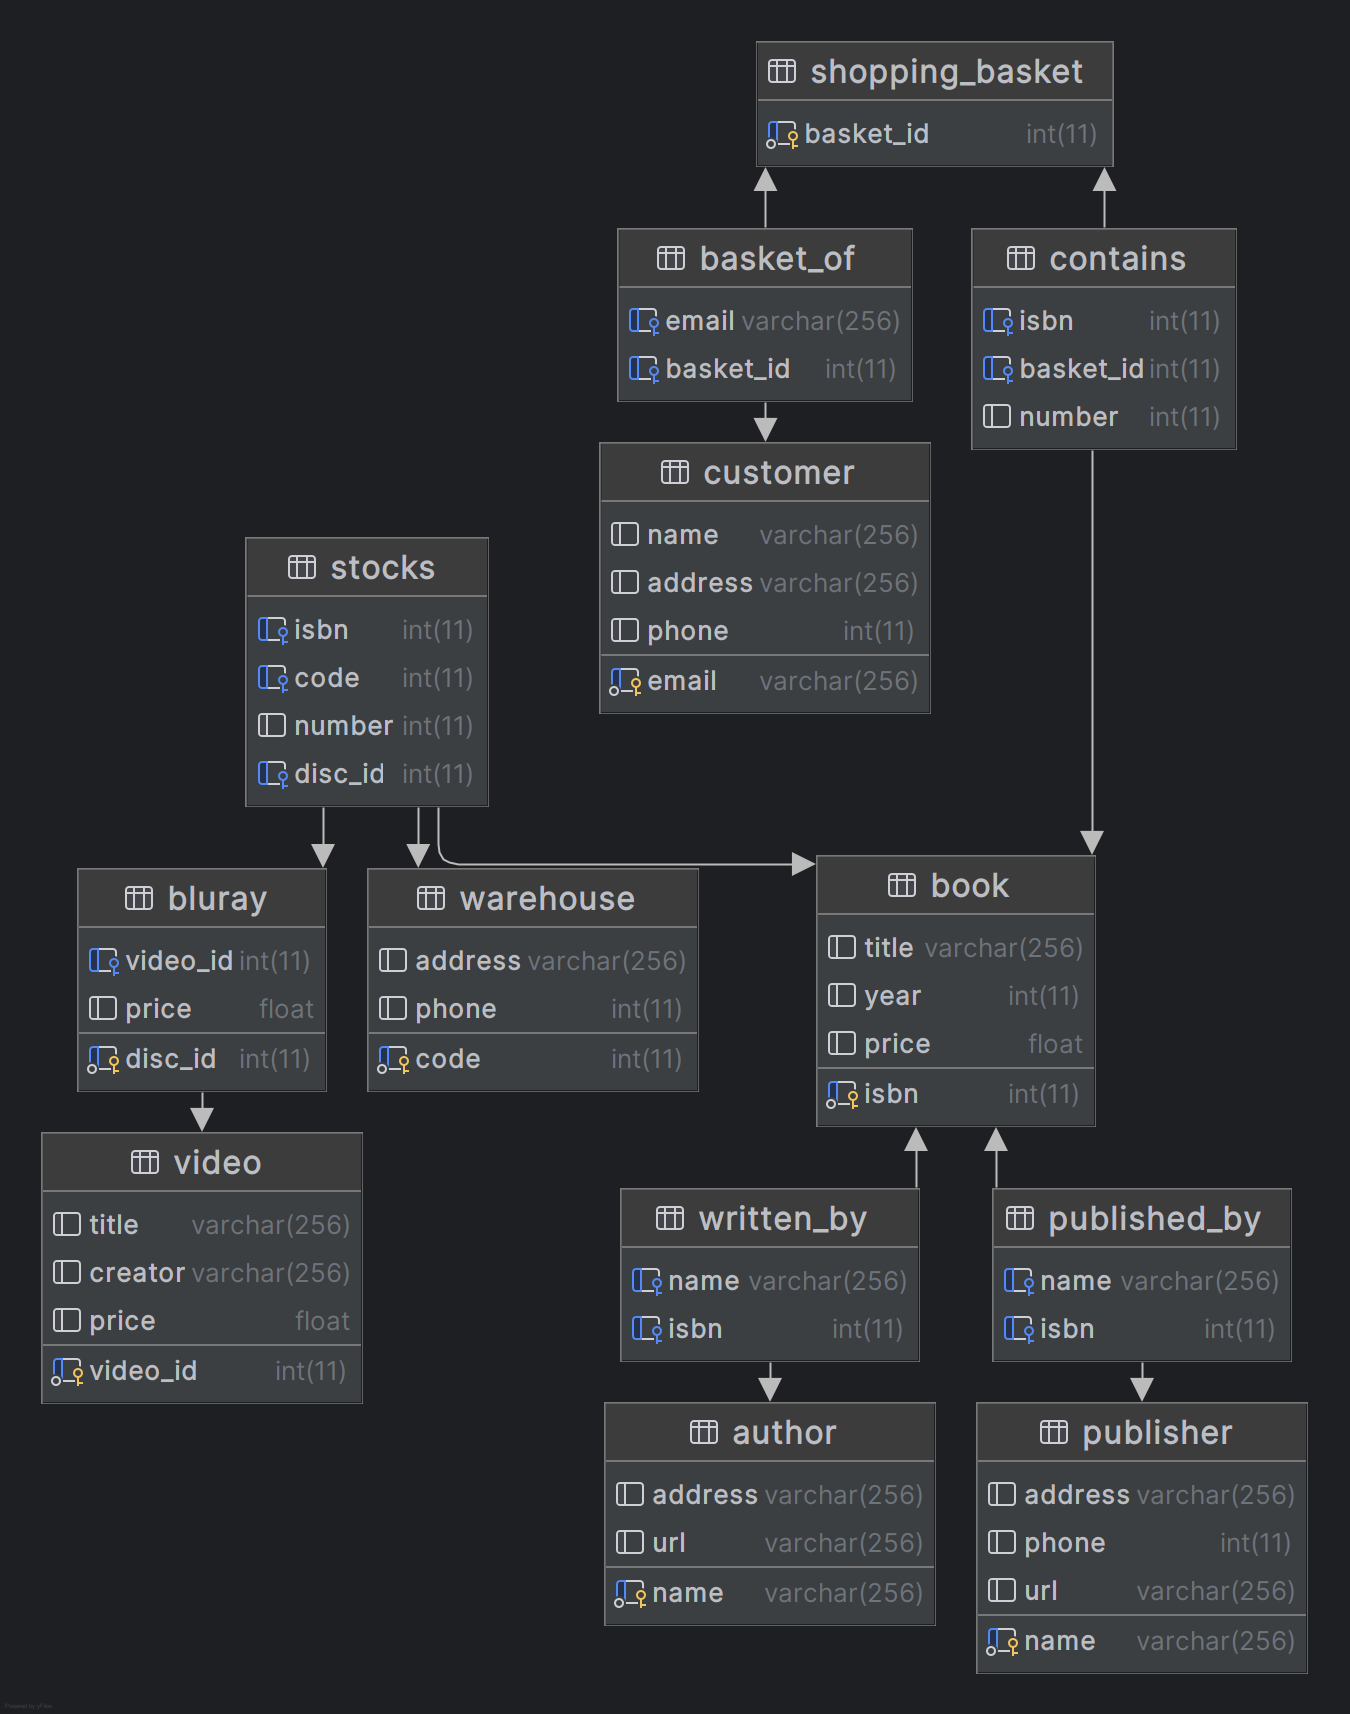 shopping_basket
basket_id int(11)
basket_of
email varchar(256)
basket_id int(11)
contains
isbn int(11)
basket_id int(11)
number int(11)
customer
name varchar(256)
address varchar(256)
phone int(11)
email varchar(256)
stocks
isbn int(11)
code int(11)
number int(11)
disc_id int(11)
bluray
video_id int(11)
price float
disc_id int(11)
warehouse
address varchar(256)
phone int(11)
code int(11)
book
title varchar(256)
year int(11)
price float
isbn int(11)
video
title varchar(256)
creator varchar(256)
price float
video_id int(11)
written_by
name varchar(256)
isbn int(11)
published_by
name varchar(256)
isbn int(11)
author
address varchar(256)
url varchar(256)
name varchar(256)
publisher
address varchar(256)
phone int(11)
url varchar(256)
name varchar(256)
Powered by yFiles